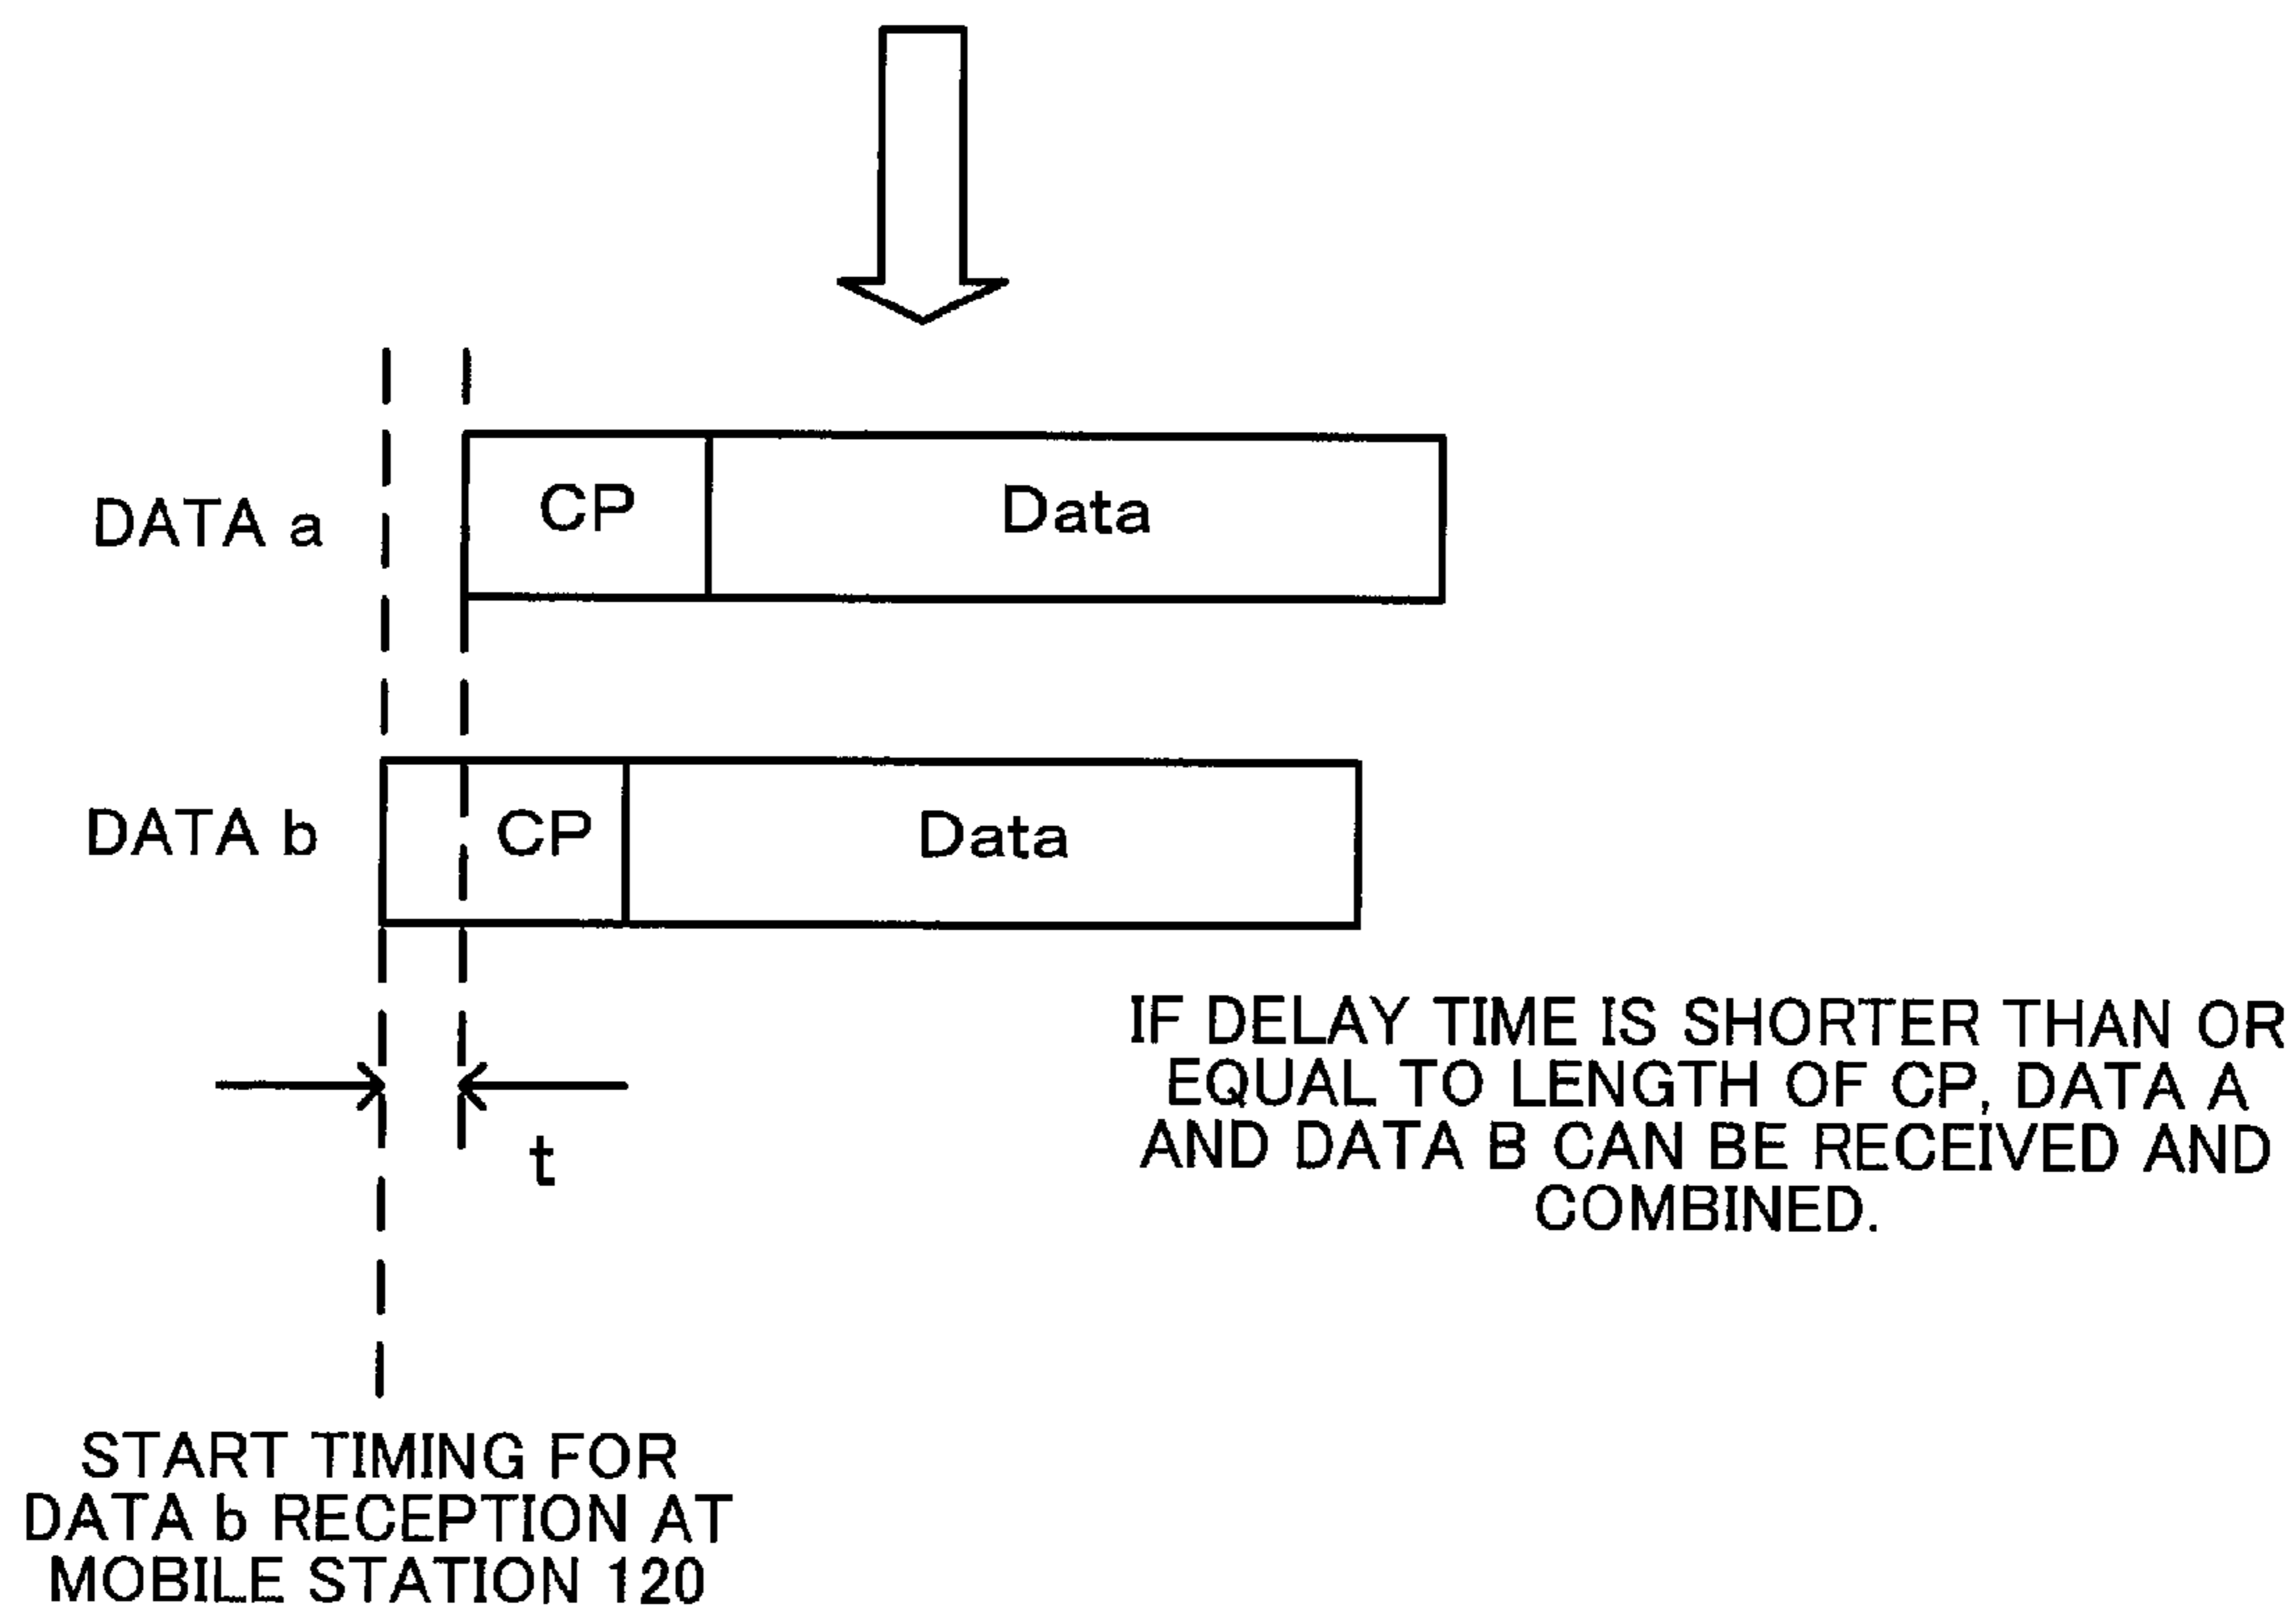 DATA a
CP
Data
DATA b
CP
Data
t
IF DELAY TIME IS SHORTER THAN OR
EQUAL TO LENGTH OF CP, DATA A
AND DATA B CAN BE RECEIVED AND
COMBINED.
START TIMING FOR
DATA b RECEPTION AT
MOBILE STATION 120